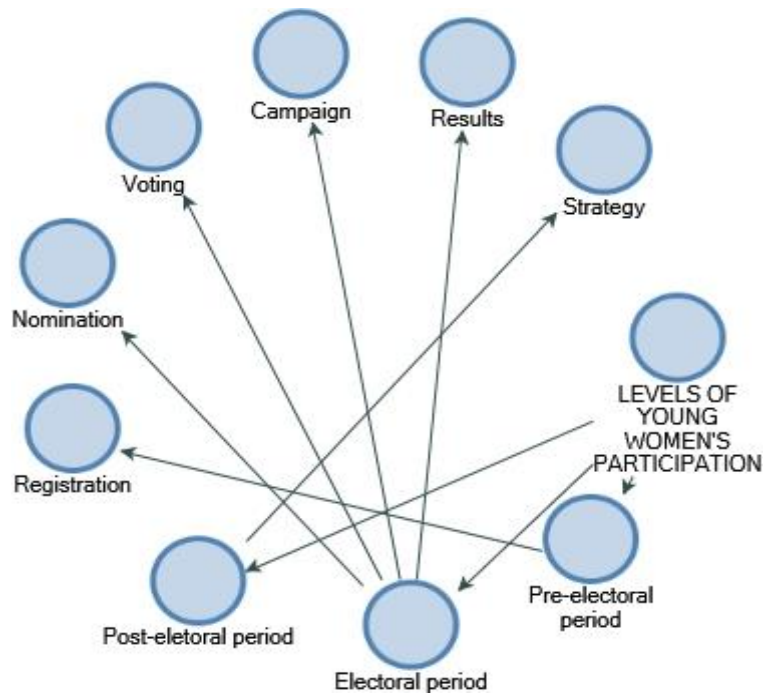 Campaign
Results
Voting
Strategy
Nomination
LEVELS OF
YOUNG
WOMEN'S
PARTICIPATION
Registration
Pre-electoral
period
Post-eletoral period
Electoral period